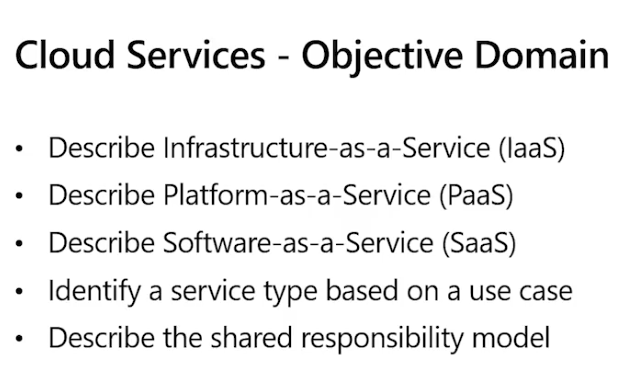 Cloud Services - Objective Domain
• Describe Infrastructure-as-a-Service (IaaS)
• Describe Platform-as-a-Service (PaaS)
• Describe Software-as-a-Service (SaaS)
• Identify a service type based on a use case
• Describe the shared responsibility model